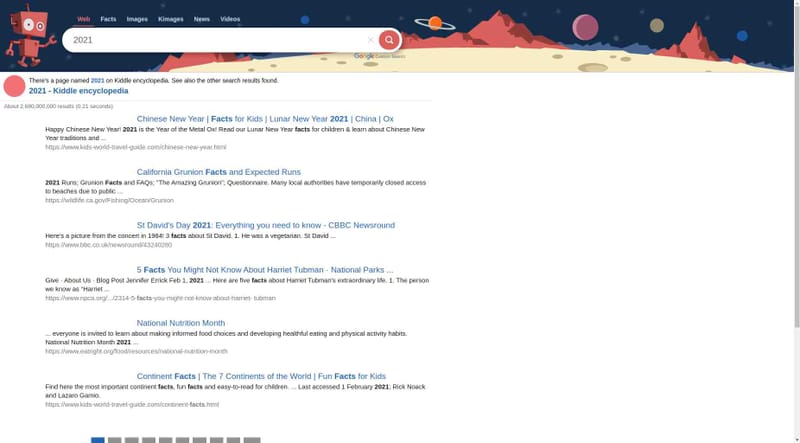 Web Facts Images Kimages News Videos
2021
Google Custom Search
There's a page named 2021 on Kiddle encyclopedia. See also the other search results found.
2021 - Kiddle encyclopedia
About 2,680,000,000 results (0.21 seconds)
Chinese New Year | Facts for Kids | Lunar New Year 2021 | China | Ox
Happy Chinese New Year! 2021 is the Year of the Metal Ox! Read our Lunar New Year facts for children & learn about Chinese New
Year traditions and ...
https://www.kids-world-travel-guide.com/chinese-new-year.html
California Grunion Facts and Expected Runs
2021 Runs; Grunion Facts and FAQs; "The Amazing Grunion"; Questionnaire. Many local authorities have temporarily closed access
to beaches due to public ...
https://wildlife.ca.gov/Fishing/Ocean/Grunion
St David's Day 2021: Everything you need to know - CBBC Newsround
Here's a picture from the concert in 1984! 3 facts about St David. 1. He was a vegetarian. St David ...
https://www.bbc.co.uk/newsround/43240280
5 Facts You Might Not Know About Harriet Tubman · National Parks ...
Give · About Us · Blog Post Jennifer Errick Feb 1, 2021 ... Here are five facts about Harriet Tubman's extraordinary life. 1. The person
we know as "Harriet ...
https://www.npca.org/.../2314-5-facts-you-might-not-know-about-harriet- tubman
National Nutrition Month
... everyone is invited to learn about making informed food choices and developing healthful eating and physical activity habits.
National Nutrition Month 2021 ...
https://www.eatright.org/food/resources/national-nutrition-month
Continent Facts | The 7 Continents of the World | Fun Facts for Kids
Find here the most important continent facts, fun facts and easy-to-read for children. ... Last accessed 1 February 2021; Rick Noack
and Lazaro Gamio.
https://www.kids-world-travel-guide.com/continent-facts.html